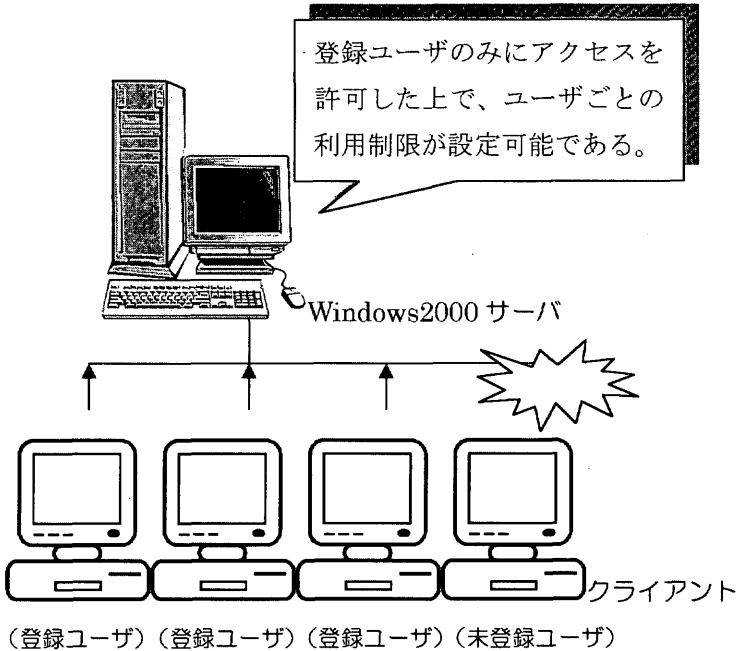 登録ユーザのみにアクセスを
許可した上で、ユーザごとの
利用制限が設定可能である。
Windows2000 サーバ
クライアント
(登録ユーザ) (登録ユーザ) (登録ユーザ) (未登録ユーザ)